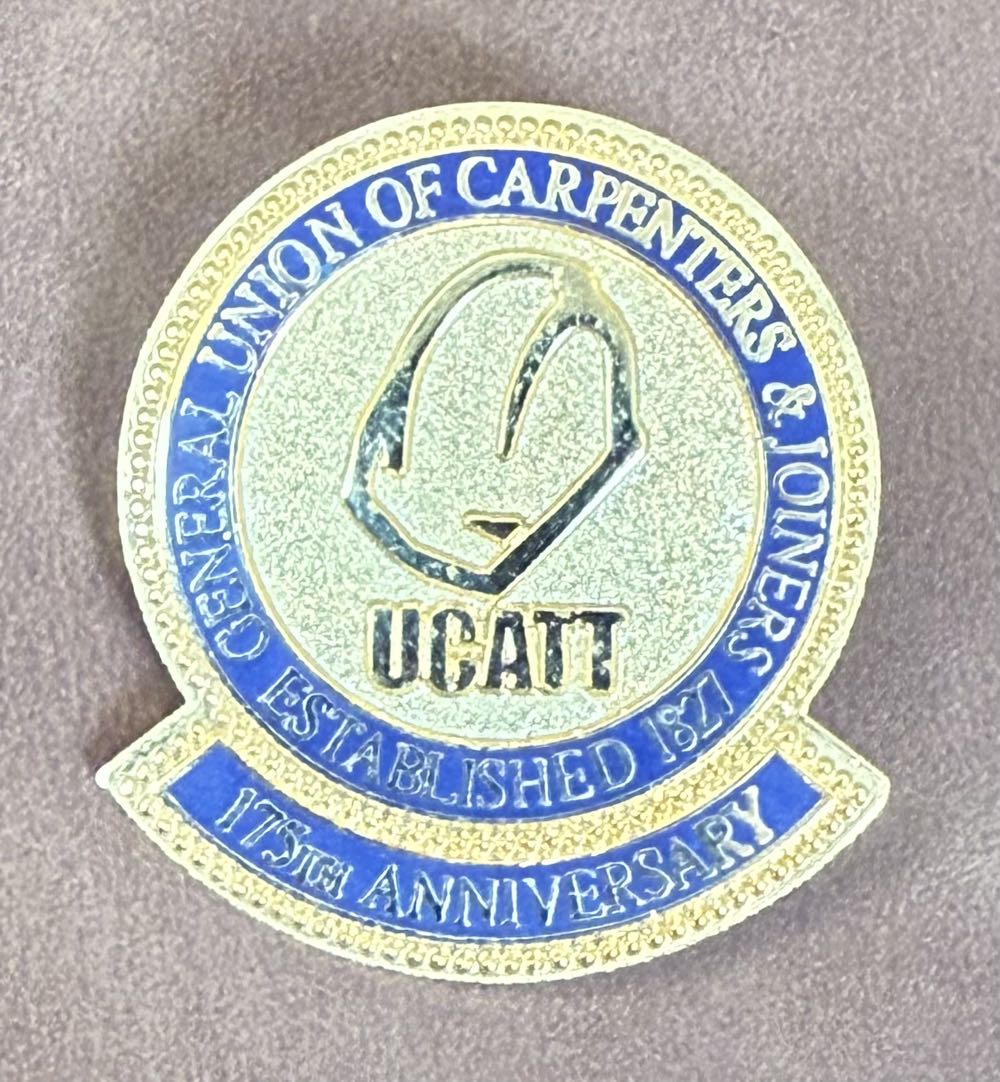 GENERAL UNION OF CARPENTERS & JOINERS
UCATT
ESTABLISHED 1827
175TH ANNIVERSARY